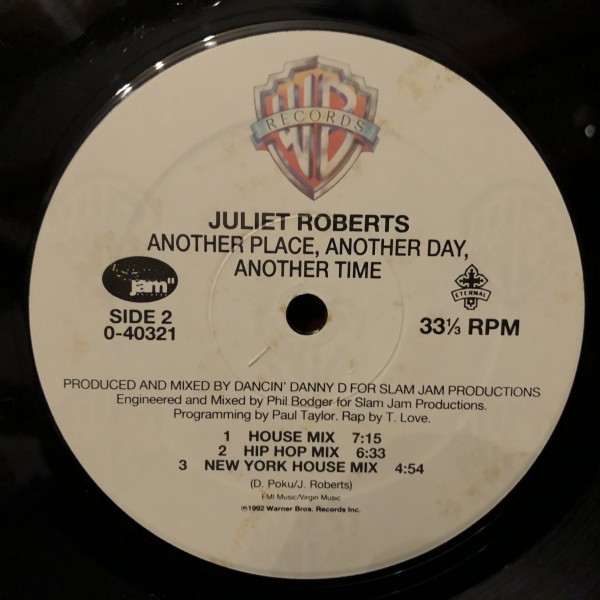 WB
RECORDS
JULIET ROBERTS
ANOTHER PLACE, ANOTHER DAY,
ANOTHER TIME
jam"
SIDE 2
0-40321
ETERNAL
33⅓ RPM
PRODUCED AND MIXED BY DANCIN' DANNY D FOR SLAM JAM PRODUCTIONS
Engineered and Mixed by Phil Bodger for Slam Jam Productions.
Programming by Paul Taylor. Rap by T. Love.
1 HOUSE MIX 7:15
2 HIP HOP MIX 6:33
3 NEW YORK HOUSE MIX 4:54
(D. Poku/J. Roberts)
EMI Music/Virgin Music
℗1992 Warner Bros. Records Inc.